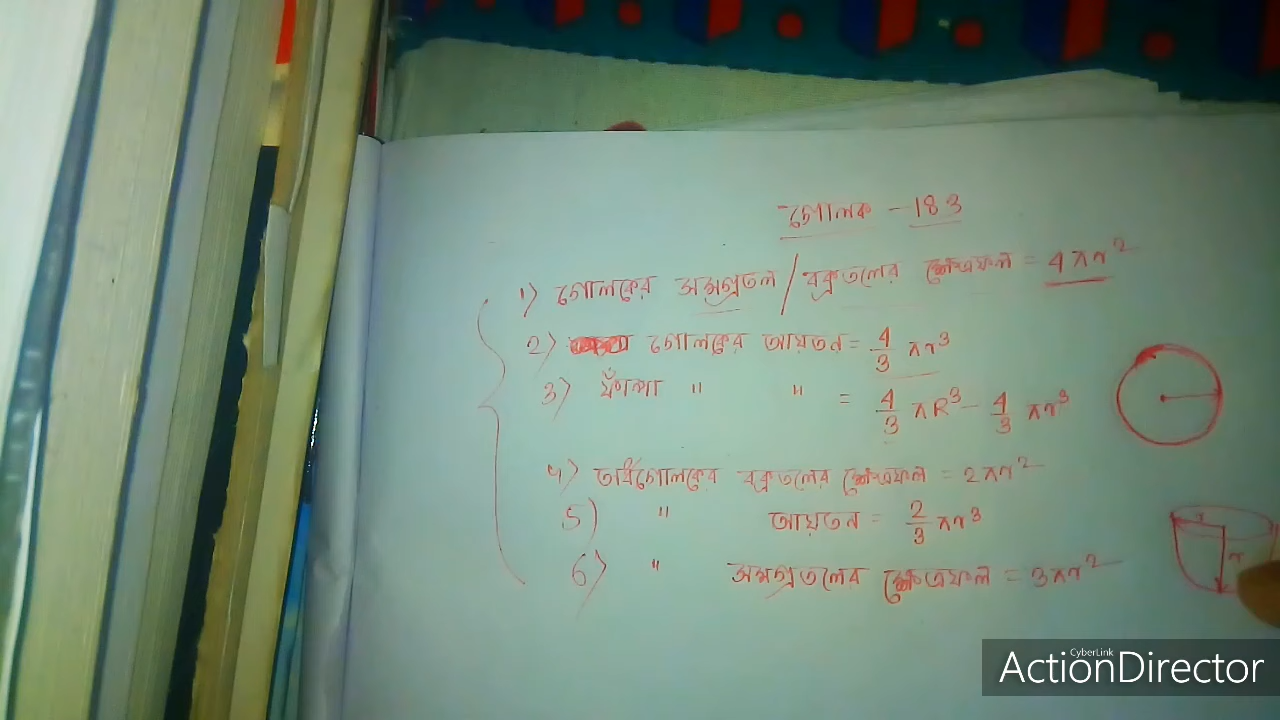 গোলক - 183
1) গোলকের সমগ্রতল / বক্রতলের ক্ষেত্রফল = 4πr²
2) গোলকের আয়তন = 4/3 πr³
3) ফাঁপা " " = 4/3 πR³ - 4/3 πr³
4) অর্ধগোলকের বক্রতলের ক্ষেত্রফল = 2πr²
5) " আয়তন = 2/3 πr³
6) " সমগ্রতলের ক্ষেত্রফল = 3πr²
r
r
CyberLink
ActionDirector